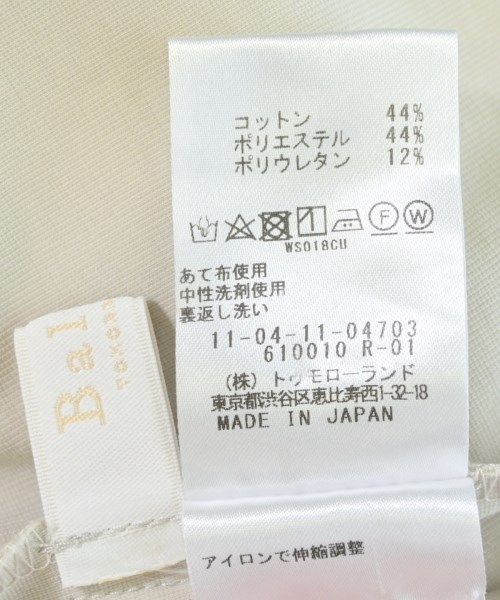 コットン 44%
ポリエステル 44%
ポリウレタン 12%
WS018CU
あて布使用
中性洗剤使用
裏返し洗い
11-04-11-04703
610010 R-01
(株) トゥモローランド
東京都渋谷区恵比寿西1-32-18
MADE IN JAPAN
アイロンで伸縮調整
Bal